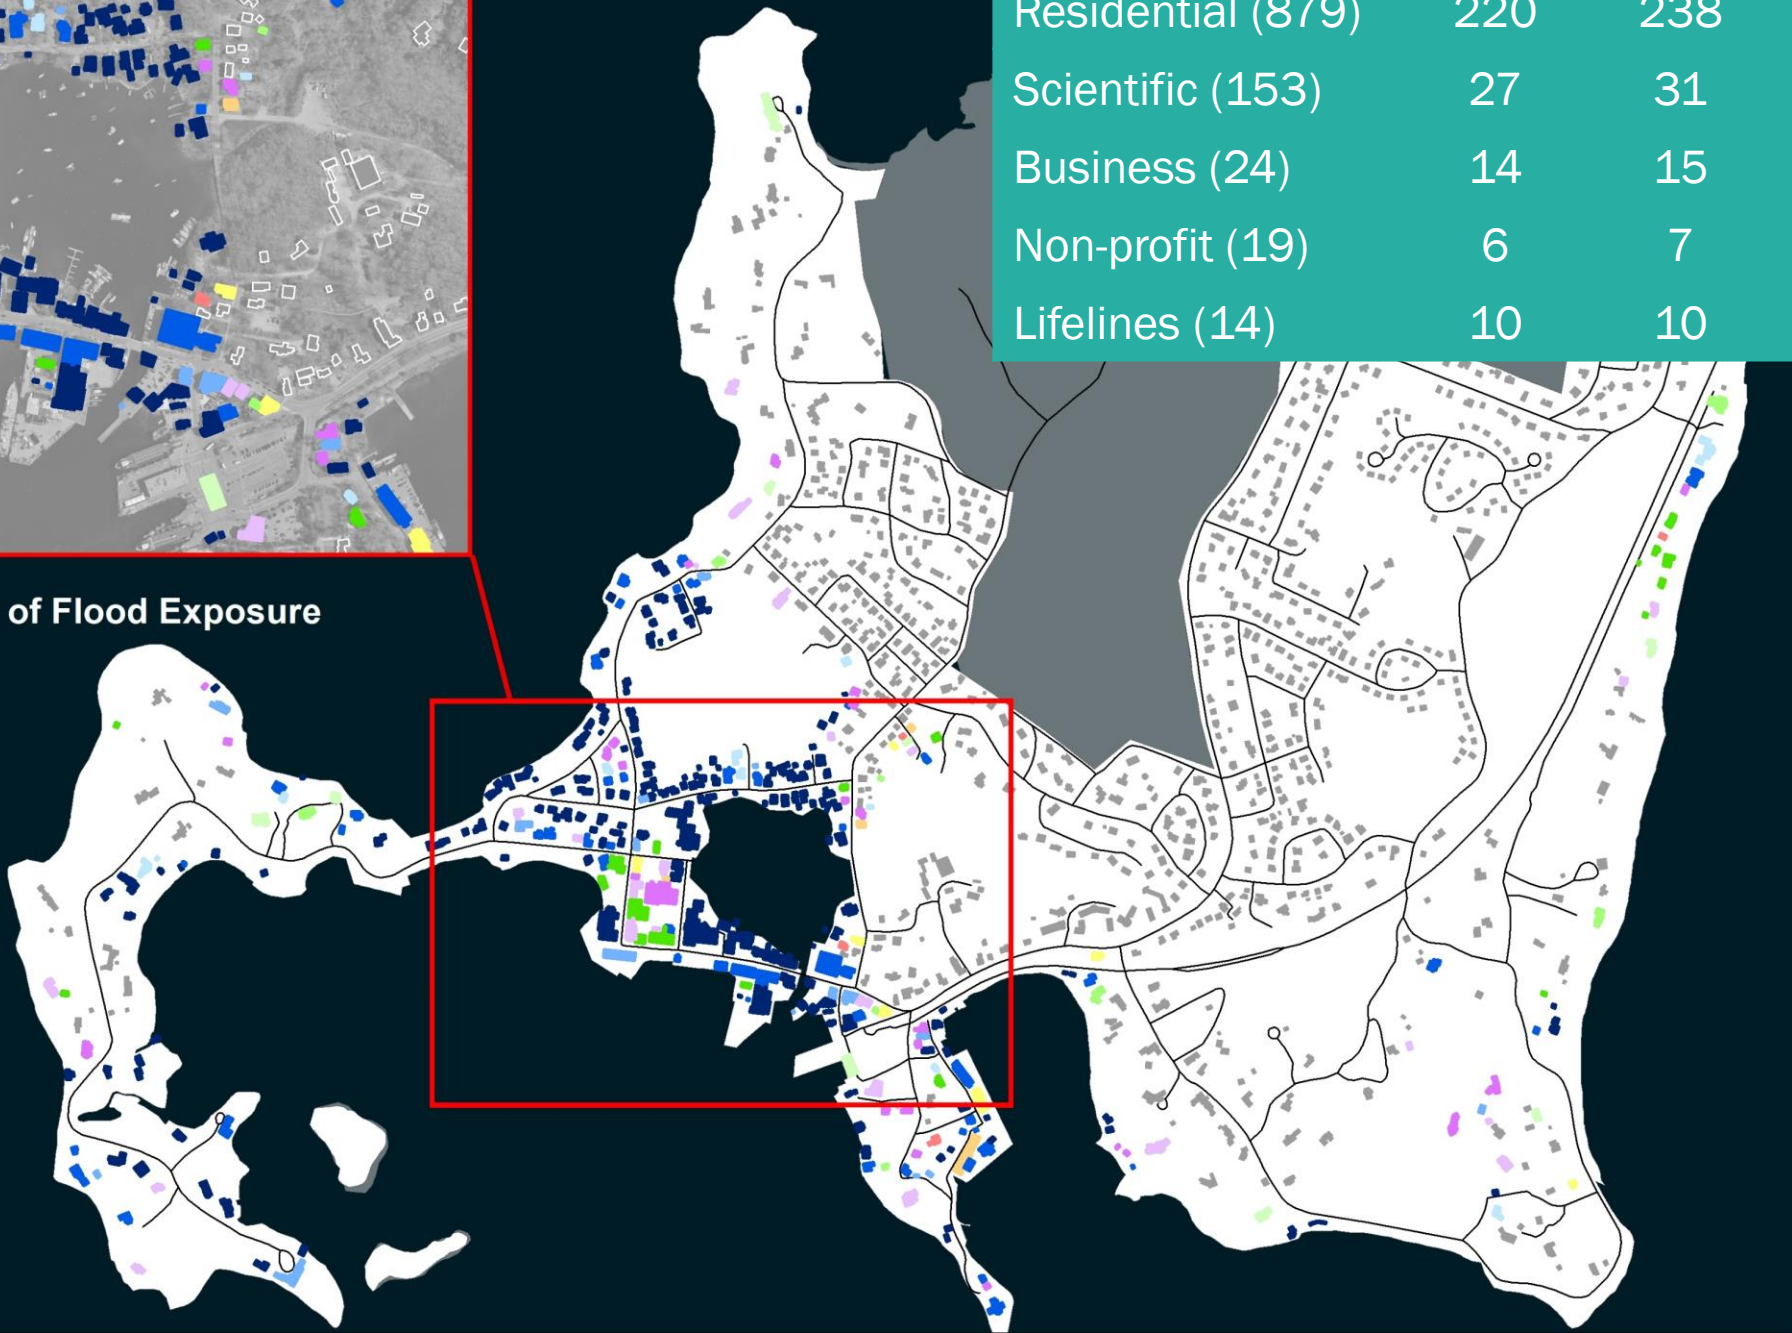 Residential (879) 220 238
Scientific (153) 27 31
Business (24) 14 15
Non-profit (19) 6 7
Lifelines (14) 10 10
of Flood Exposure